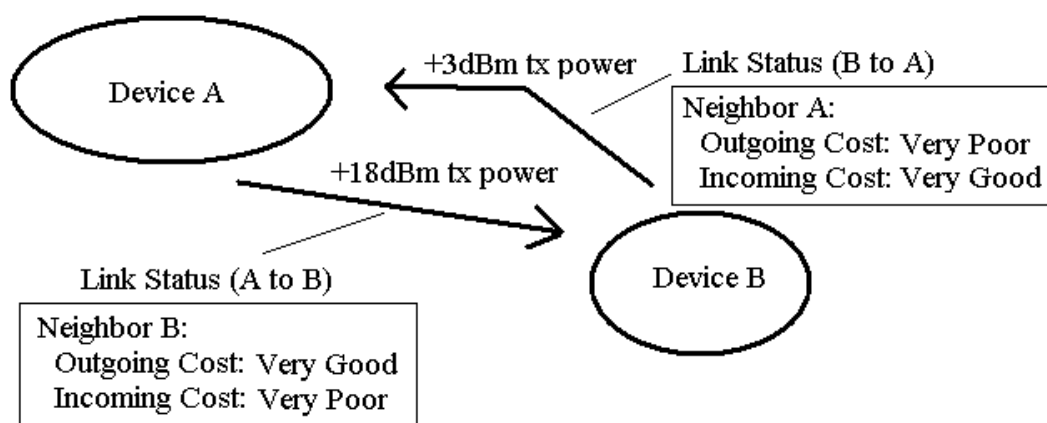 +3dBm tx power
Link Status (B to A)
Device A
Neighbor A:
Outgoing Cost: Very Poor
Incoming Cost: Very Good
+18dBm tx power
Device B
Link Status (A to B)
Neighbor B:
Outgoing Cost: Very Good
Incoming Cost: Very Poor